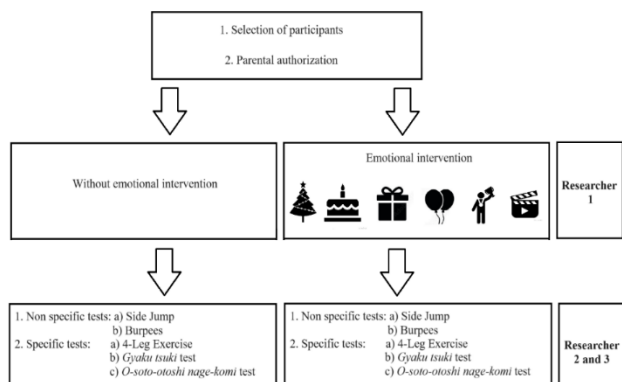 1. Selection of participants
2. Parental authorization
Without emotional intervention
Emotional intervention
Researcher
1
1. Non specific tests: a) Side Jump
b) Burpees
2. Specific tests: a) 4-Leg Exercise
b) Gyaku tsuki test
c) O-soto-otoshi nage-komi test
1. Non specific tests: a) Side Jump
b) Burpees
2. Specific tests: a) 4-Leg Exercise
b) Gyaku tsuki test
c) O-soto-otoshi nage-komi test
Researcher
2 and 3